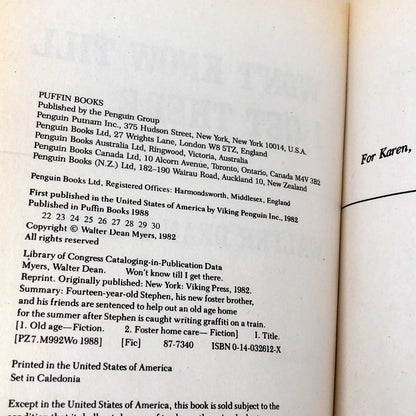 PUFFIN BOOKS
Published by the Penguin Group
Penguin Putnam Inc., 375 Hudson Street, New York, New York 10014, U.S.A.
Penguin Books Ltd, 27 Wrights Lane, London W8 5TZ, England
Penguin Books Australia Ltd, Ringwood, Victoria, Australia
Penguin Books Canada Ltd, 10 Alcorn Avenue, Toronto, Ontario, Canada M4V 3B2
Penguin Books (N.Z.) Ltd, 182–190 Wairau Road, Auckland 10, New Zealand
Penguin Books Ltd, Registered Offices: Harmondsworth, Middlesex, England
First published in the United States of America by Viking Penguin Inc., 1982
Published in Puffin Books 1988
22 23 24 25 26 27 28 29 30
Copyright © Walter Dean Myers, 1982
All rights reserved
Library of Congress Cataloging-in-Publication Data
Myers, Walter Dean. Won't know till I get there.
Reprint. Originally published: New York: Viking Press, 1982.
Summary: Fourteen-year-old Stephen, his new foster brother,
and his friends are sentenced to help out an old age home
for the summer after Stephen is caught writing graffiti on a train.
[1. Old age—Fiction. 2. Foster home care—Fiction] I. Title.
[PZ7.M992Wo 1988] [Fic] 87-7340 ISBN 0-14-032612-X
Printed in the United States of America
Set in Caledonia
Except in the United States of America, this book is sold subject to the
For Karen,